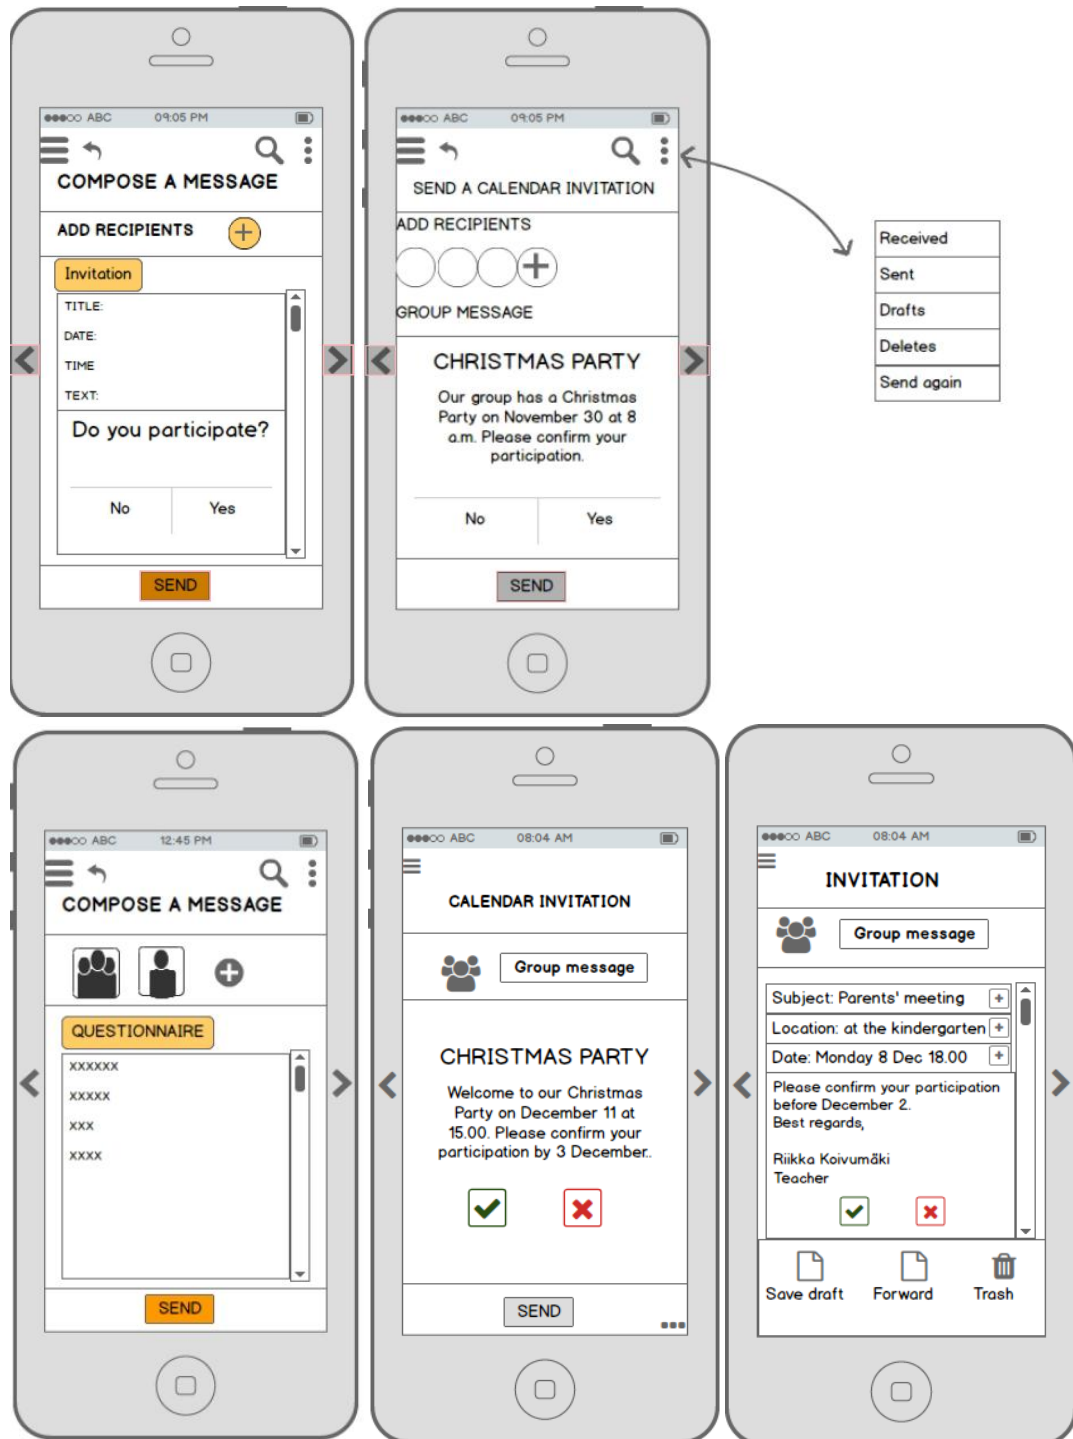 ABC 09:05 PM
COMPOSE A MESSAGE
ADD RECIPIENTS
Invitation
TITLE:
DATE:
TIME
TEXT:
Do you participate?
No Yes
SEND
ABC 09:05 PM
SEND A CALENDAR INVITATION
ADD RECIPIENTS
GROUP MESSAGE
CHRISTMAS PARTY
Our group has a Christmas
Party on November 30 at 8
a.m. Please confirm your
participation.
No Yes
SEND
Received
Sent
Drafts
Deletes
Send again
ABC 12:45 PM
COMPOSE A MESSAGE
QUESTIONNAIRE
xxxxxx
xxxxx
xxx
xxxx
SEND
ABC 08:04 AM
CALENDAR INVITATION
Group message
CHRISTMAS PARTY
Welcome to our Christmas
Party on December 11 at
15.00. Please confirm your
participation by 3 December..
SEND
ABC 08:04 AM
INVITATION
Group message
Subject: Parents' meeting
Location: at the kindergarten
Date: Monday 8 Dec 18.00
Please confirm your participation
before December 2.
Best regards,
Riikka Koivumäki
Teacher
Save draft Forward Trash